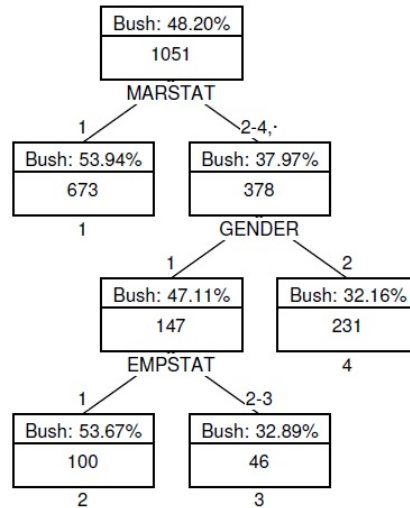 Bush: 48.20%
1051
MARSTAT
1 2-4,·
Bush: 53.94% Bush: 37.97%
673 378
1 GENDER
1 2
Bush: 47.11% Bush: 32.16%
147 231
EMPSTAT 4
1 2-3
Bush: 53.67% Bush: 32.89%
100 46
2 3